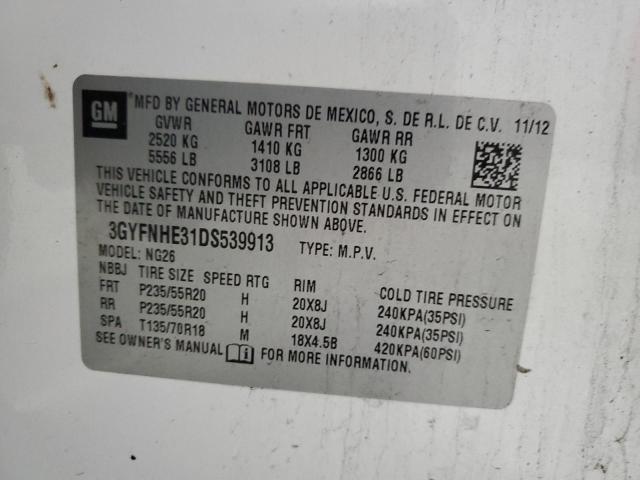 GM MFD BY GENERAL MOTORS DE MEXICO, S. DE R.L. DE C.V. 11/12
GVWR GAWR FRT GAWR RR
2520 KG 1410 KG 1300 KG
5556 LB 3108 LB 2866 LB
THIS VEHICLE CONFORMS TO ALL APPLICABLE U.S. FEDERAL MOTOR
VEHICLE SAFETY AND THEFT PREVENTION STANDARDS IN EFFECT ON
THE DATE OF MANUFACTURE SHOWN ABOVE.
3GYFNHE31DS539913 TYPE: M.P.V.
MODEL: NG26
NBBJ TIRE SIZE SPEED RTG RIM COLD TIRE PRESSURE
FRT P235/55R20 H 20X8J 240KPA(35PSI)
RR P235/55R20 H 20X8J 240KPA(35PSI)
SPA T135/70R18 M 18X4.5B 420KPA(60PSI)
SEE OWNER'S MANUAL FOR MORE INFORMATION.